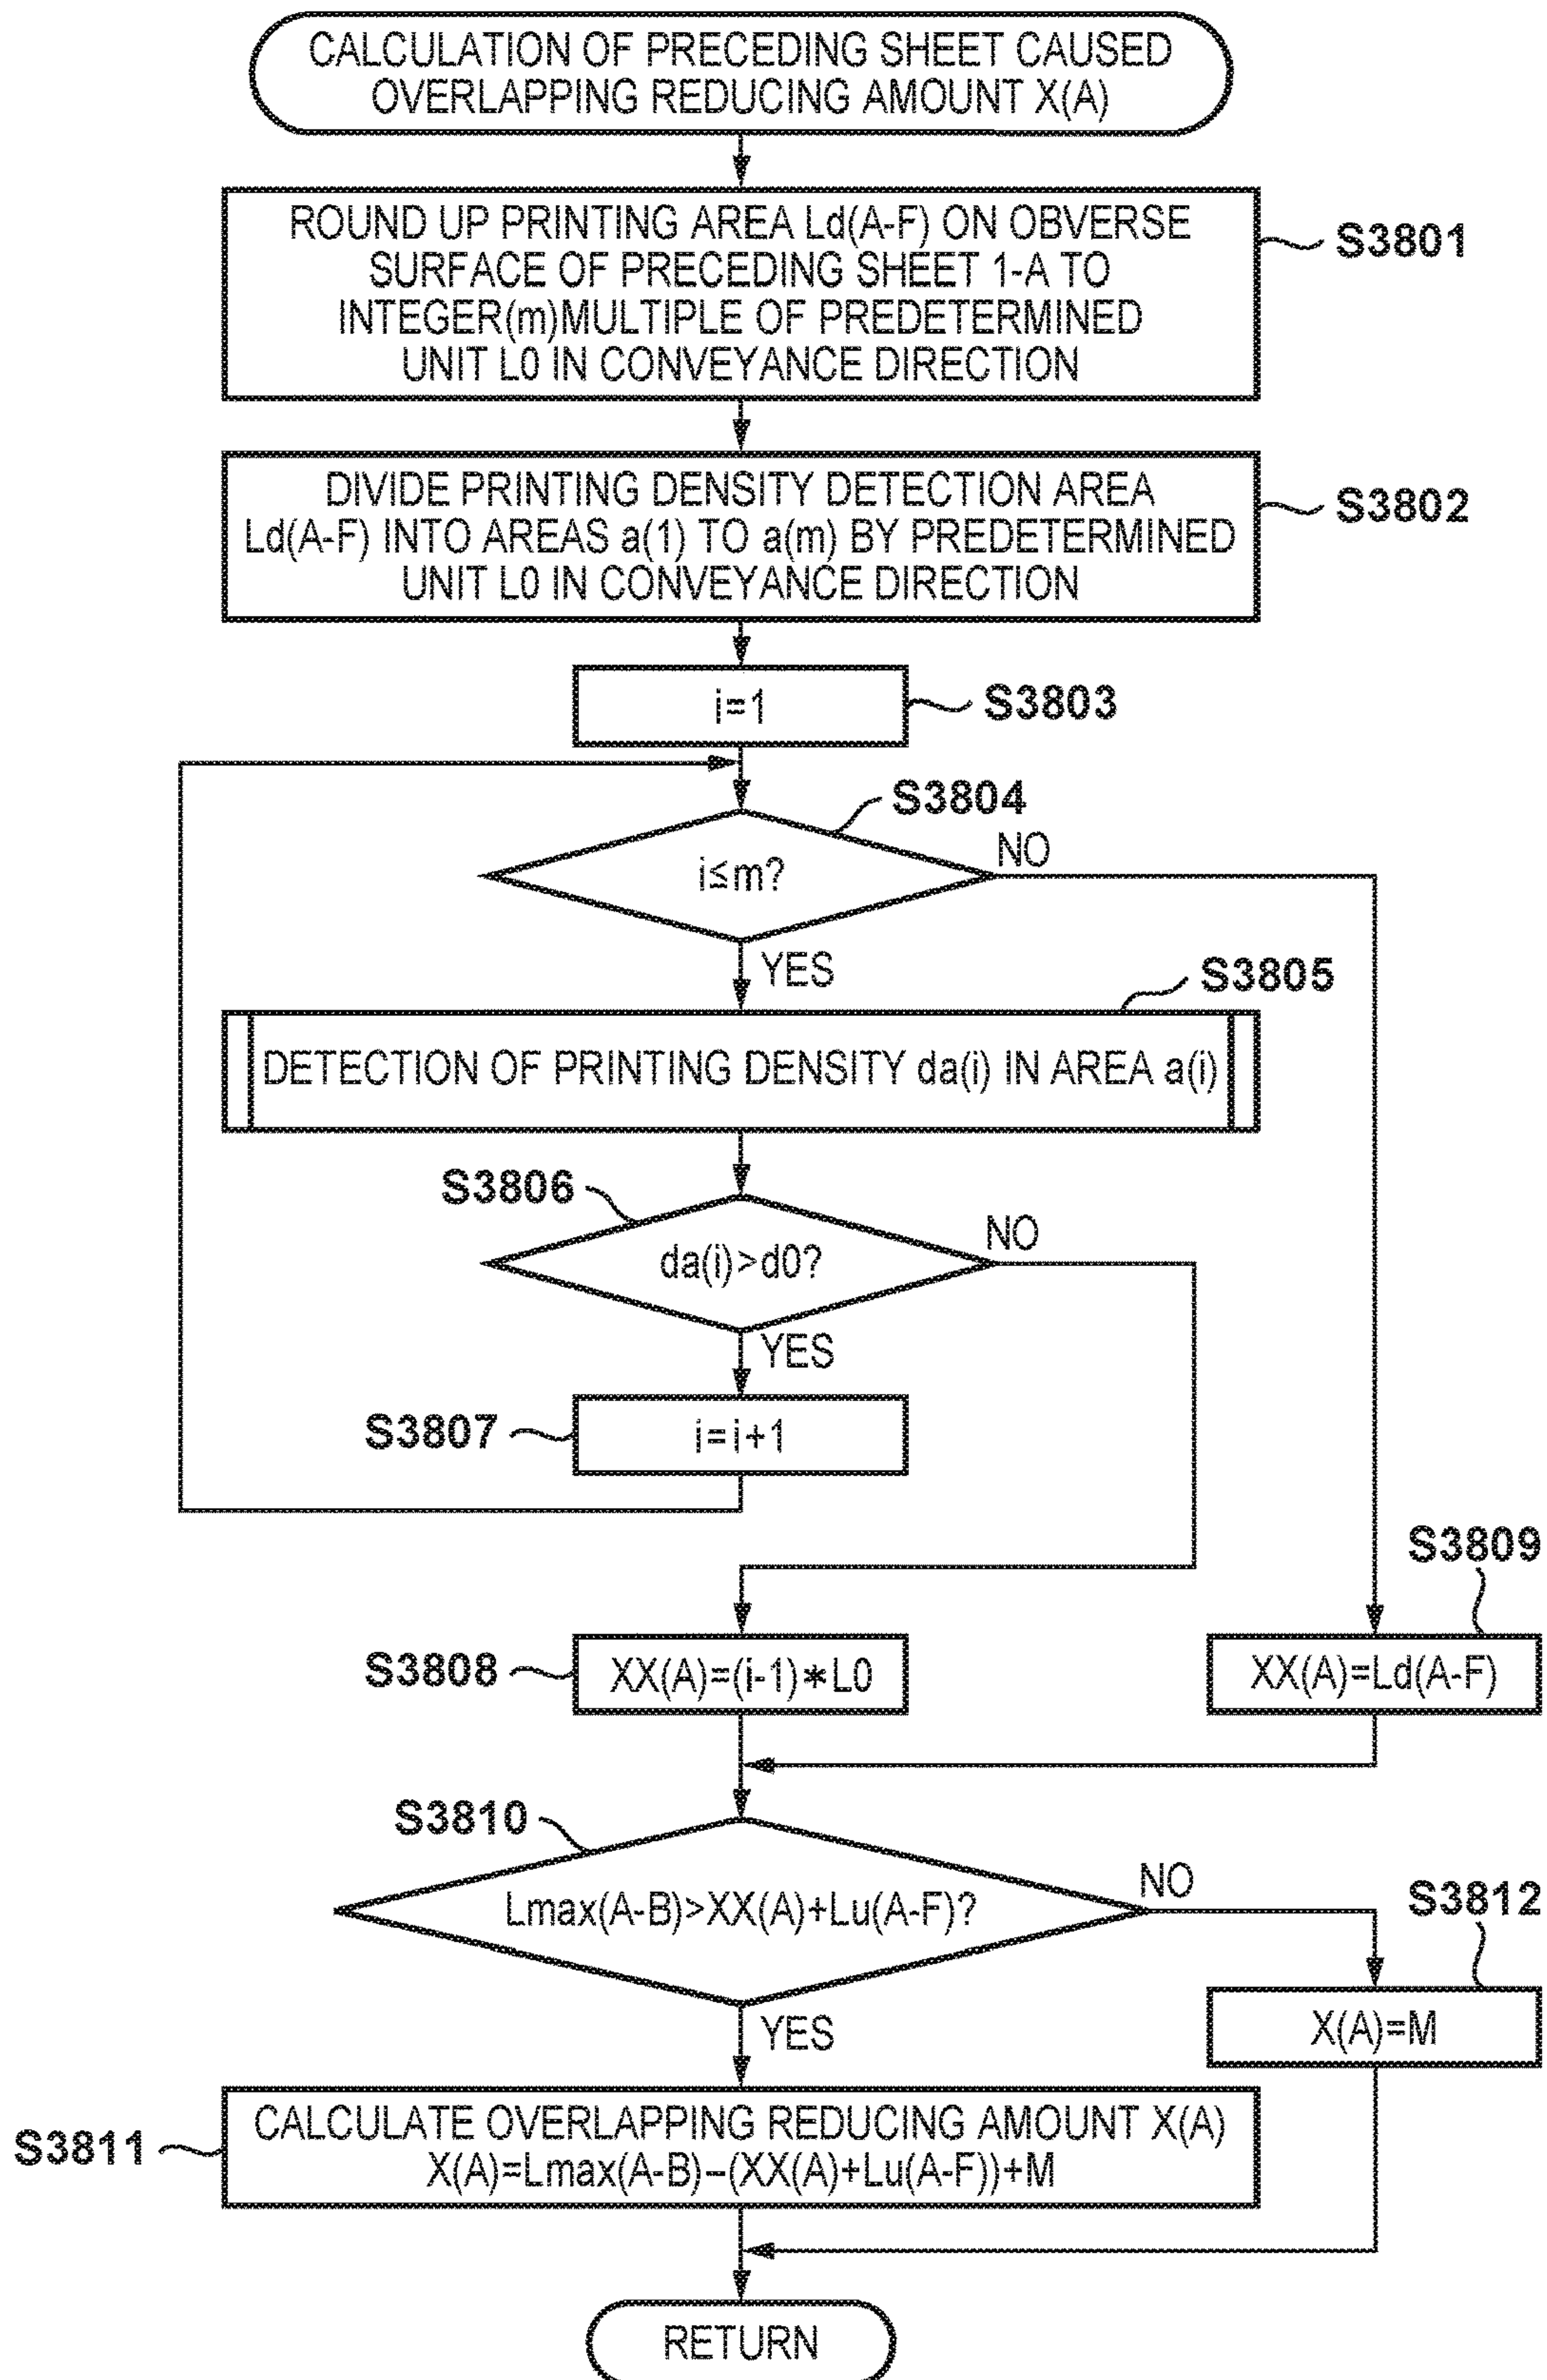 CALCULATION OF PRECEDING SHEET CAUSED
OVERLAPPING REDUCING AMOUNT X(A)
ROUND UP PRINTING AREA Ld(A-F) ON OBVERSE
SURFACE OF PRECEDING SHEET 1-A TO
INTEGER(m)MULTIPLE OF PREDETERMINED
UNIT L0 IN CONVEYANCE DIRECTION
S3801
DIVIDE PRINTING DENSITY DETECTION AREA
Ld(A-F) INTO AREAS a(1) TO a(m) BY PREDETERMINED
UNIT L0 IN CONVEYANCE DIRECTION
S3802
i=1
S3803
S3804
i≤m?
NO
YES
S3805
DETECTION OF PRINTING DENSITY da(i) IN AREA a(i)
S3806
da(i)>d0?
NO
YES
S3807
i=i+1
S3808
XX(A)=(i-1)*L0
S3809
XX(A)=Ld(A-F)
S3810
Lmax(A-B)>XX(A)+Lu(A-F)?
NO
S3812
X(A)=M
YES
S3811
CALCULATE OVERLAPPING REDUCING AMOUNT X(A)
X(A)=Lmax(A-B)–(XX(A)+Lu(A-F))+M
RETURN